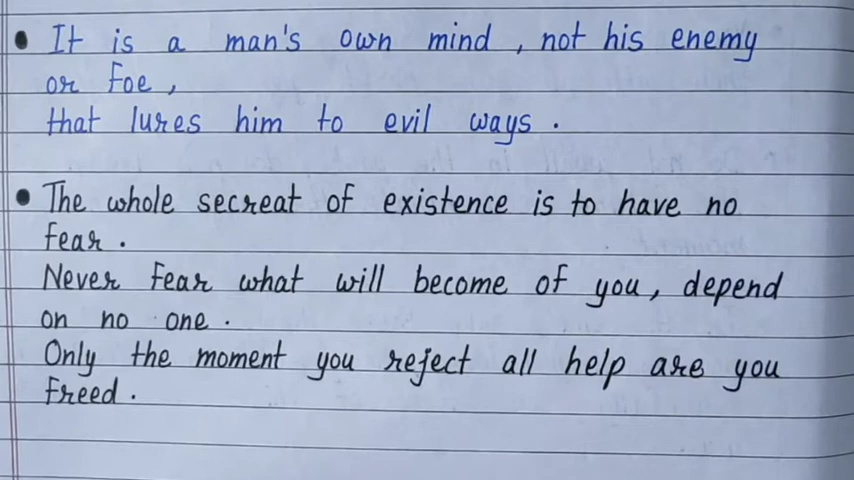 • It is a man's own mind, not his enemy
or foe,
that lures him to evil ways.
• The whole secreat of existence is to have no
fear.
Never fear what will become of you, depend
on no one.
Only the moment you reject all help are you
freed.